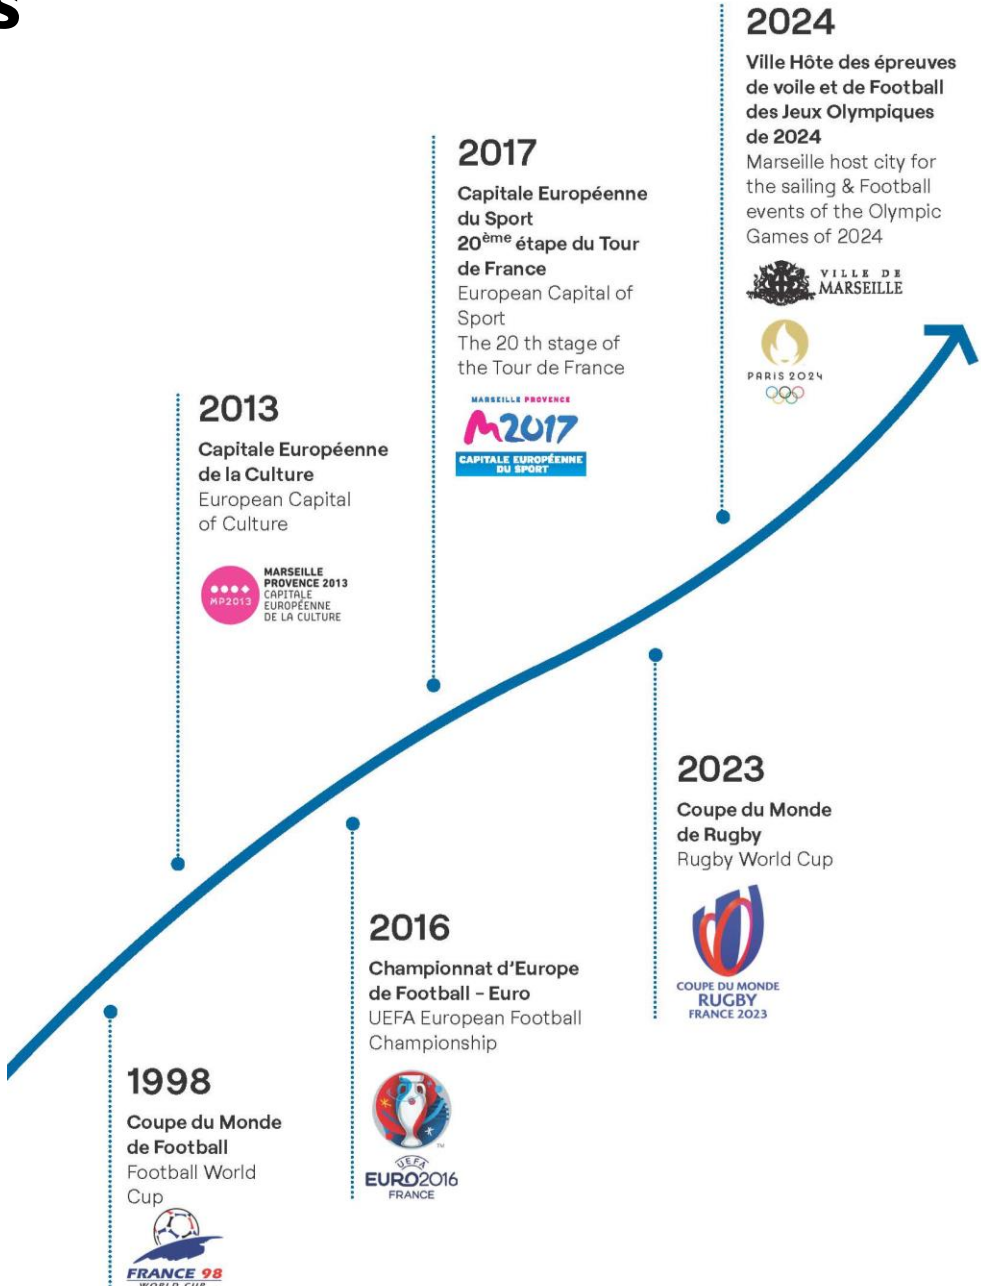 s
2024
Ville Hôte des épreuves
de voile et de Football
des Jeux Olympiques
de 2024
Marseille host city for
the sailing & Football
events of the Olympic
Games of 2024
VILLE DE
MARSEILLE
PARIS 2024
2017
Capitale Européenne
du Sport
20ème étape du Tour
de France
European Capital of
Sport
The 20 th stage of
the Tour de France
MARSEILLE PROVENCE
M2017
CAPITALE EUROPÉENNE
DU SPORT
2013
Capitale Européenne
de la Culture
European Capital
of Culture
MP2013
MARSEILLE
PROVENCE 2013
CAPITALE
EUROPÉENNE
DE LA CULTURE
2023
Coupe du Monde
de Rugby
Rugby World Cup
COUPE DU MONDE
RUGBY
FRANCE 2023
2016
Championnat d’Europe
de Football – Euro
UEFA European Football
Championship
TM
UEFA
EURO2016
FRANCE
1998
Coupe du Monde
de Football
Football World
Cup
FRANCE 98
WORLD CUP